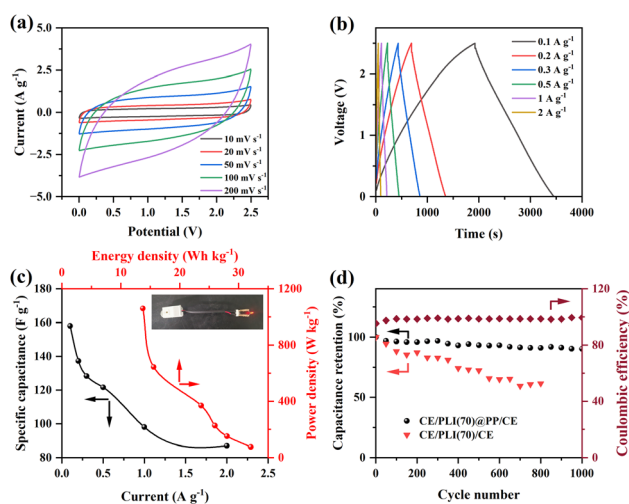 (a)
Current (A g⁻¹)
5.0
2.5
0.0
−2.5
−5.0
10 mV s⁻¹
20 mV s⁻¹
50 mV s⁻¹
100 mV s⁻¹
200 mV s⁻¹
0.0 0.5 1.0 1.5 2.0 2.5
Potential (V)
(b)
Voltage (V)
2
1
0
0.1 A g⁻¹
0.2 A g⁻¹
0.3 A g⁻¹
0.5 A g⁻¹
1 A g⁻¹
2 A g⁻¹
0 1000 2000 3000 4000
Time (s)
(c)
Energy density (Wh kg⁻¹)
0 10 20 30
Specific capacitance (F g⁻¹)
180
160
140
120
100
80
1200
800
400
0
Power density (W kg⁻¹)
0.0 0.5 1.0 1.5 2.0 2.5
Current (A g⁻¹)
(d)
Capacitance retention (%)
150
100
50
0
CE/PLI(70)@PP/CE
CE/PLI(70)/CE
120
80
40
0
Coulombic efficiency (%)
0 200 400 600 800 1000
Cycle number